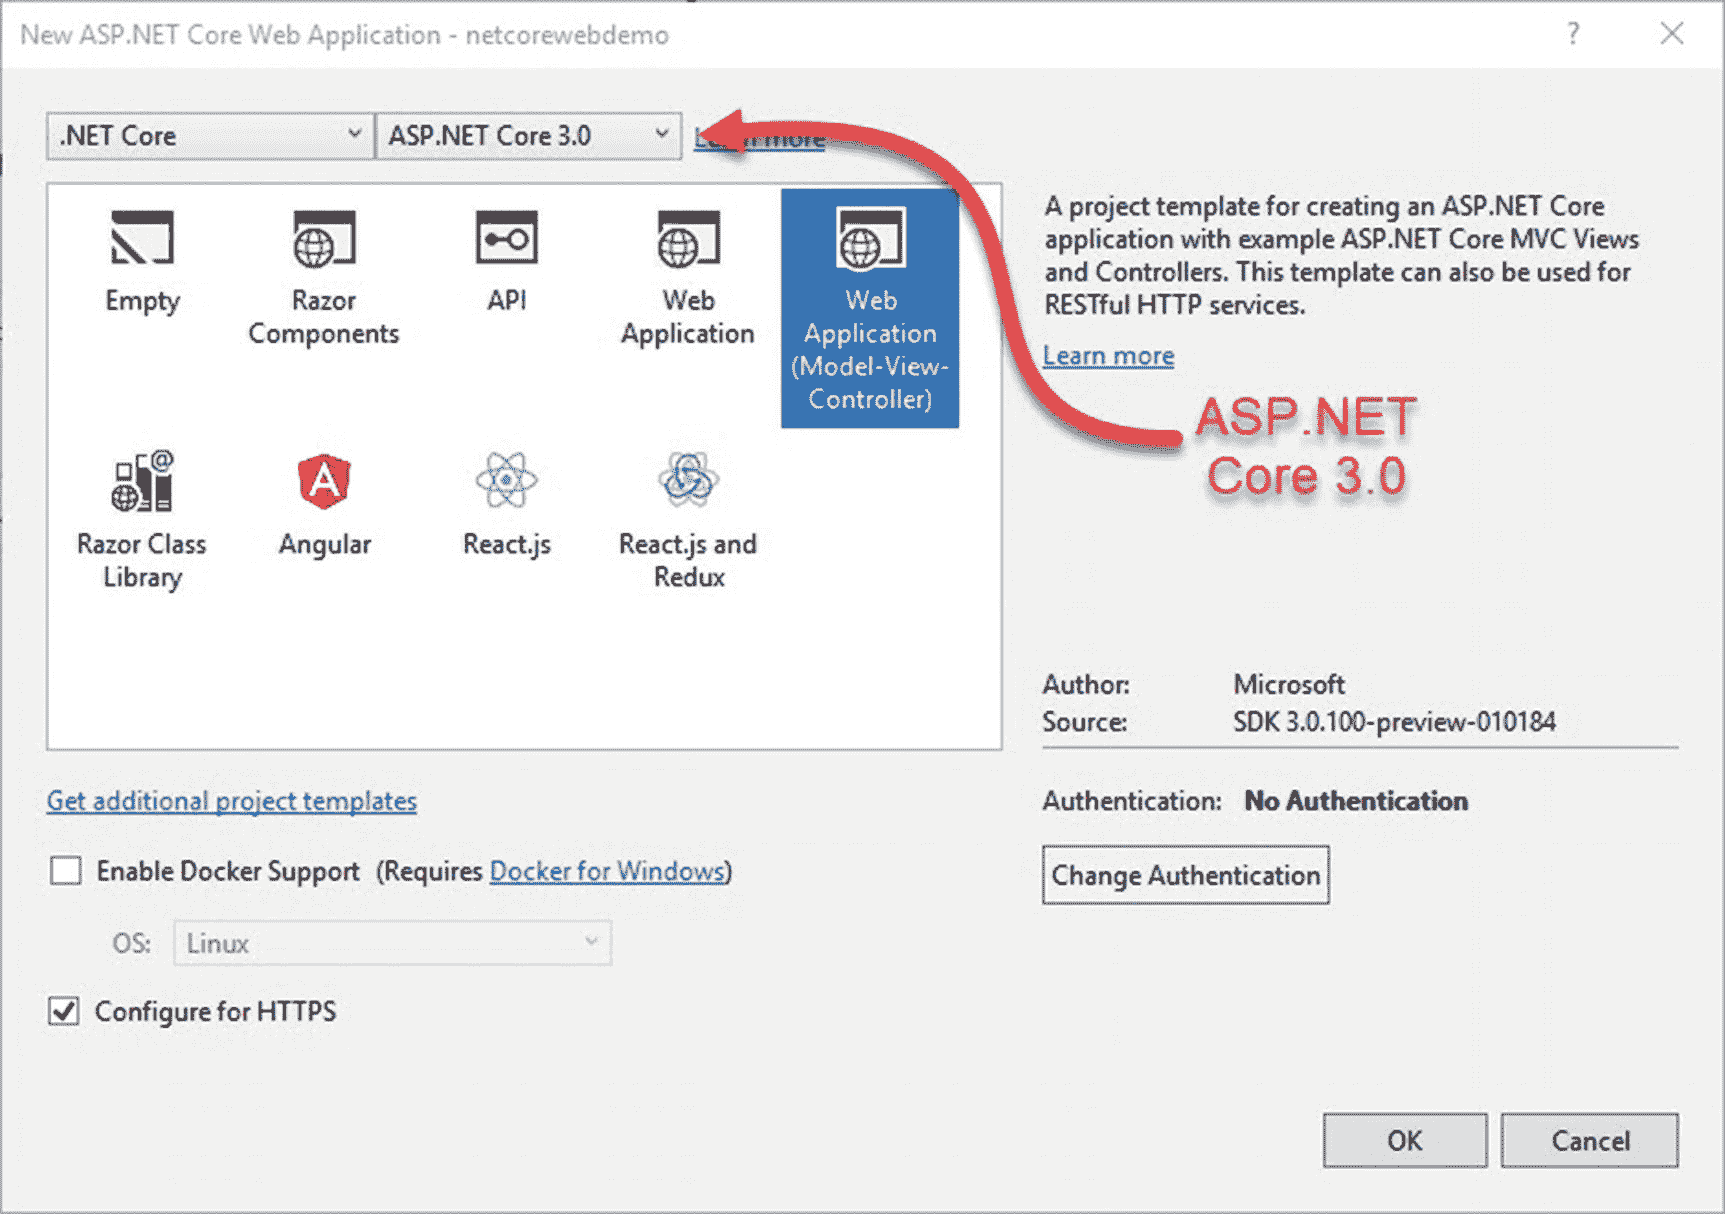 New ASP.NET Core Web Application - netcorewebdemo
.NET Core
ASP.NET Core 3.0
Learn more
Empty
Razor
Components
API
Web
Application
Web
Application
(Model-View-
Controller)
Razor Class
Library
Angular
React.js
React.js and
Redux
A project template for creating an ASP.NET Core
application with example ASP.NET Core MVC Views
and Controllers. This template can also be used for
RESTful HTTP services.
Learn more
ASP.NET
Core 3.0
Author: Microsoft
Source: SDK 3.0.100-preview-010184
Get additional project templates
Authentication: No Authentication
Enable Docker Support (Requires Docker for Windows)
Change Authentication
OS: Linux
Configure for HTTPS
OK
Cancel